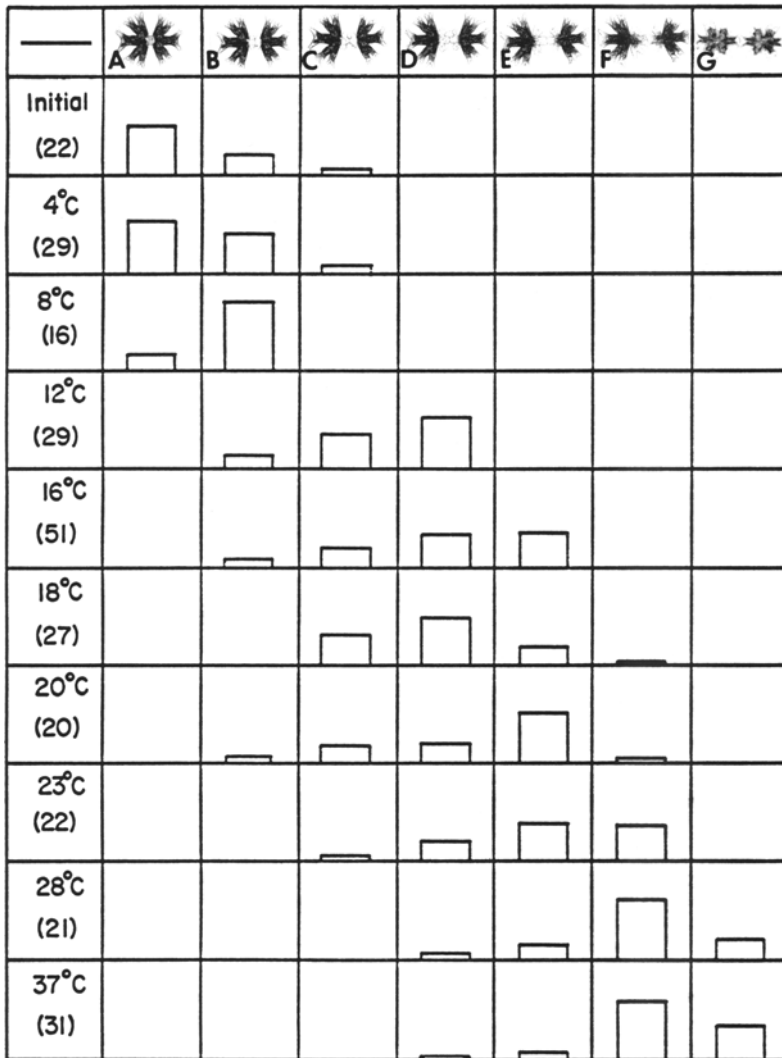 A B C D E F G
Initial
(22)
4°C
(29)
8°C
(16)
12°C
(29)
16°C
(51)
18°C
(27)
20°C
(20)
23°C
(22)
28°C
(21)
37°C
(31)